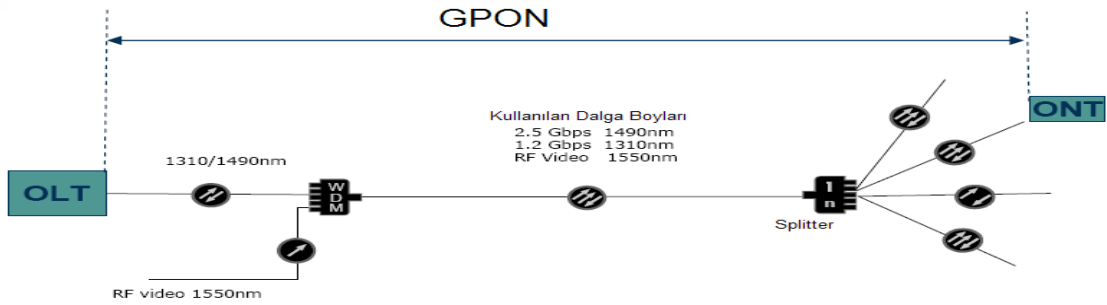 GPON
ONT
Kullanılan Dalga Boyları
2.5 Gbps 1490nm
1.2 Gbps 1310nm
RF Video 1550nm
1310/1490nm
OLT
WDM
1
n
Splitter
RF video 1550nm